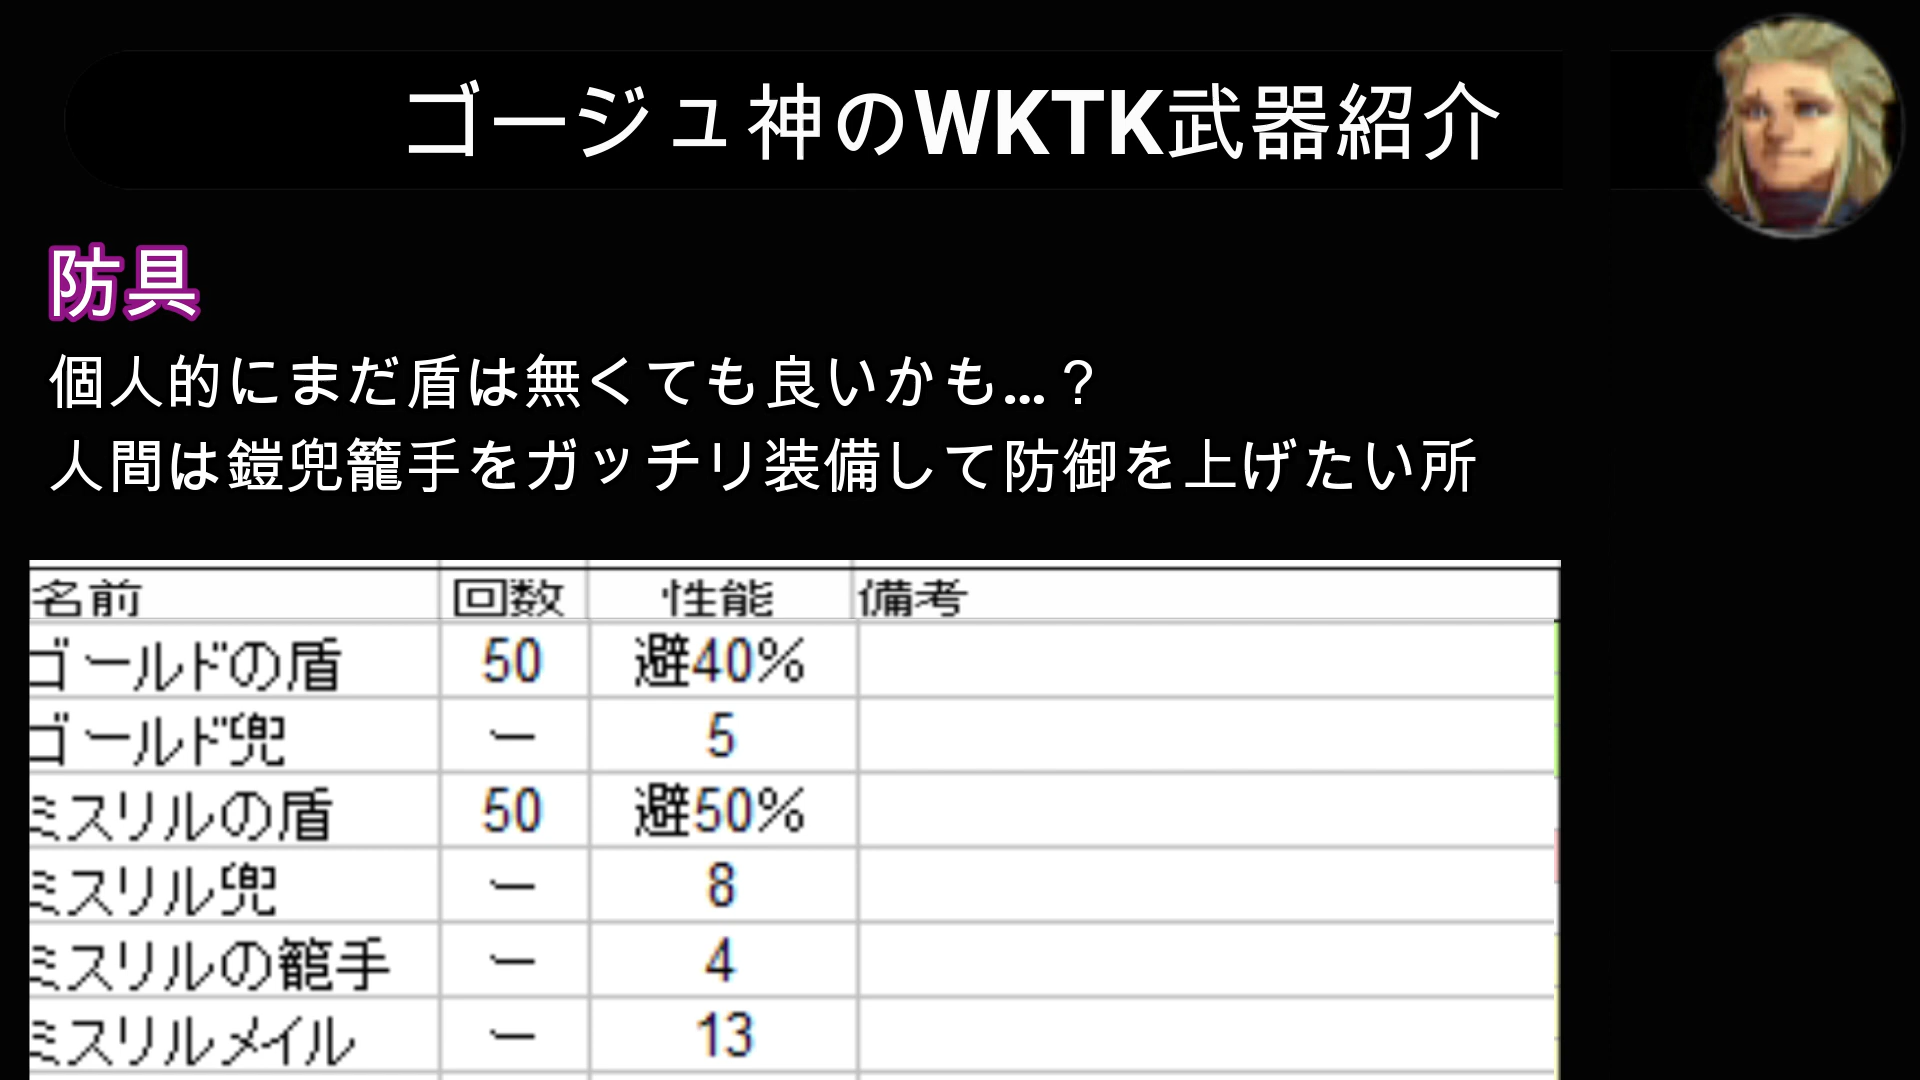 ゴージュ神のWKTK武器紹介
防具
個人的にまだ盾は無くても良いかも…？
人間は鎧兜籠手をガッチリ装備して防御を上げたい所
名前 回数 性能 備考
ゴールドの盾 50 避40%
ゴールド兜 ー 5
ミスリルの盾 50 避50%
ミスリル兜 ー 8
ミスリルの籠手 ー 4
ミスリルメイル ー 13